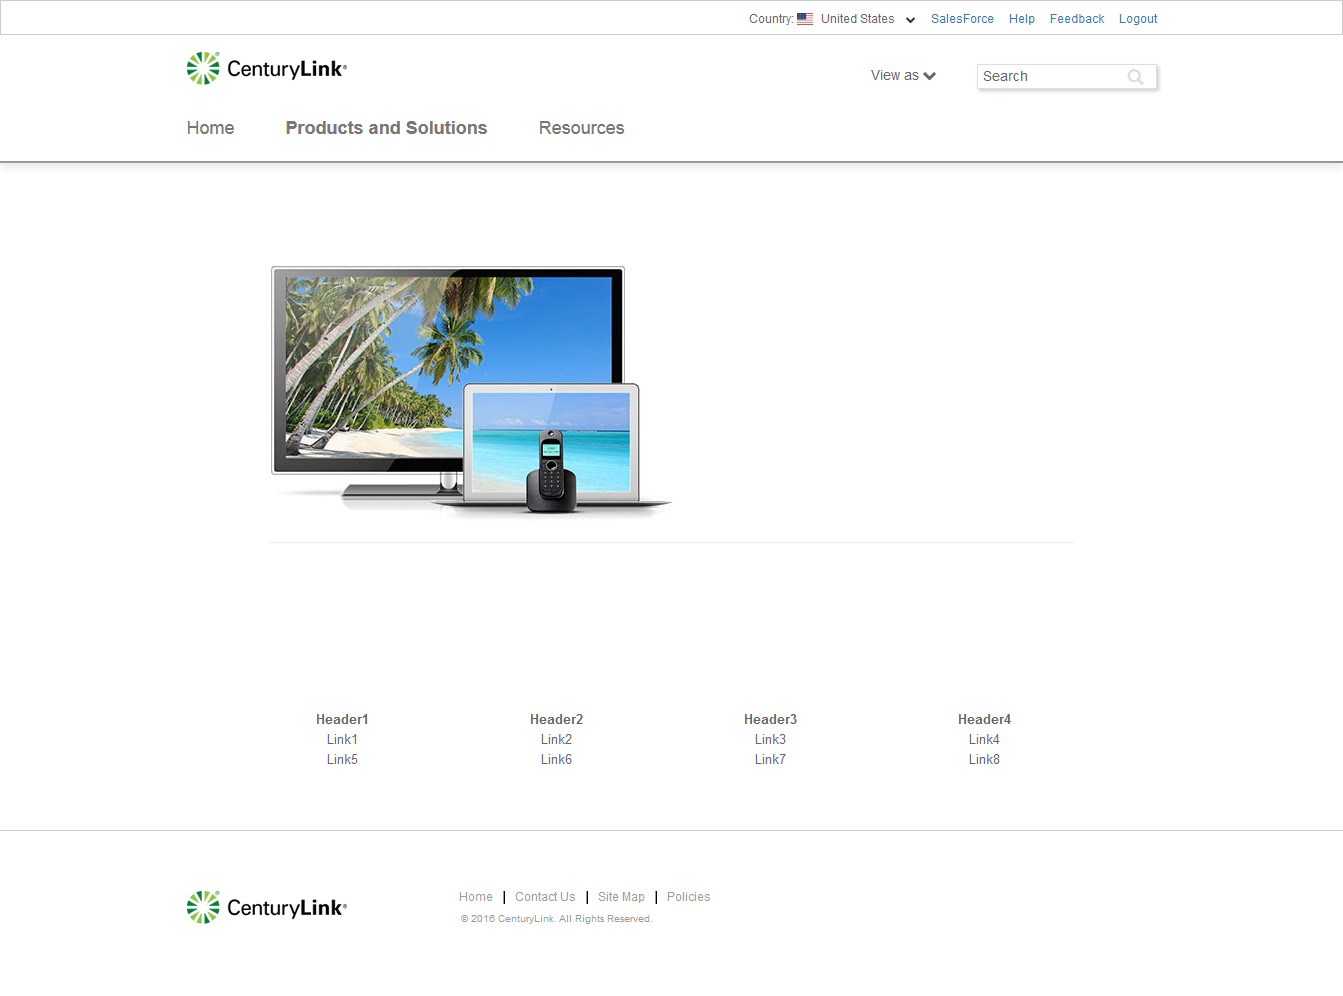 Country: United States SalesForce Help Feedback Logout
CenturyLink®
View as
Search
Home Products and Solutions Resources
Header1 Header2 Header3 Header4
Link1 Link2 Link3 Link4
Link5 Link6 Link7 Link8
CenturyLink®
Home | Contact Us | Site Map | Policies
© 2016 CenturyLink. All Rights Reserved.